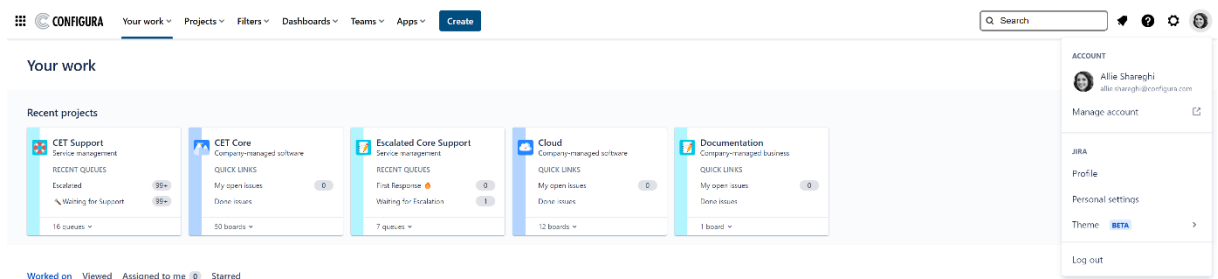 CONFIGURA Your work Projects Filters Dashboards Teams Apps Create Search
Your work
Recent projects
CET Support
Service management
RECENT QUEUES
Escalated 99+
Waiting for Support 99+
16 queues
CET Core
Company-managed software
QUICK LINKS
My open issues 0
Done issues
50 boards
Escalated Core Support
Service management
RECENT QUEUES
First Response 0
Waiting for Escalation 1
7 queues
Cloud
Company-managed software
QUICK LINKS
My open issues 0
Done issues
12 boards
Documentation
Company-managed business
QUICK LINKS
My open issues 0
Done issues
1 board
Worked on Viewed Assigned to me 0 Starred
ACCOUNT
Allie Shareghi
allie.shareghi@configura.com
Manage account
JIRA
Profile
Personal settings
Theme BETA
Log out